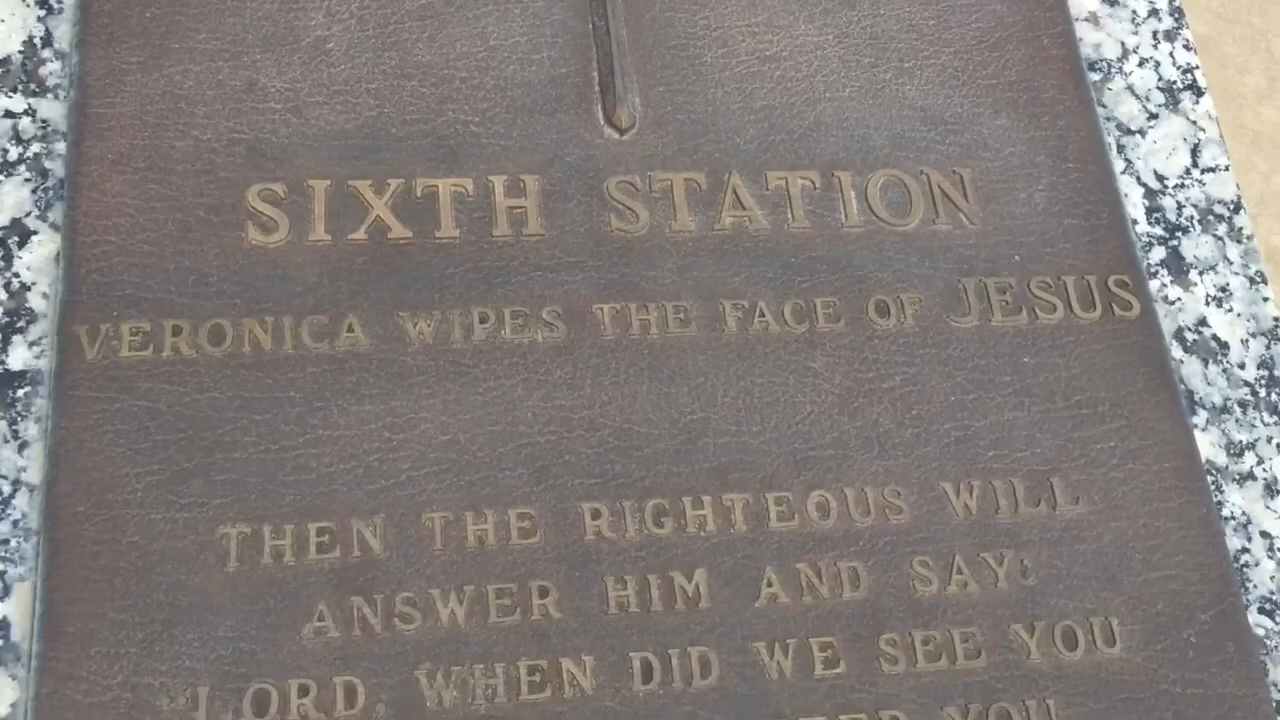 SIXTH STATION
VERONICA WIPES THE FACE OF JESUS
THEN THE RIGHTEOUS WILL
ANSWER HIM AND SAY:
"LORD, WHEN DID WE SEE YOU
YOU